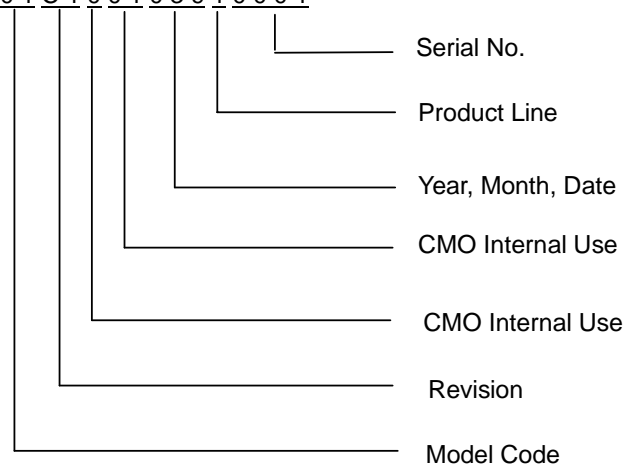 Serial No.
Product Line
Year, Month, Date
CMO Internal Use
CMO Internal Use
Revision
Model Code